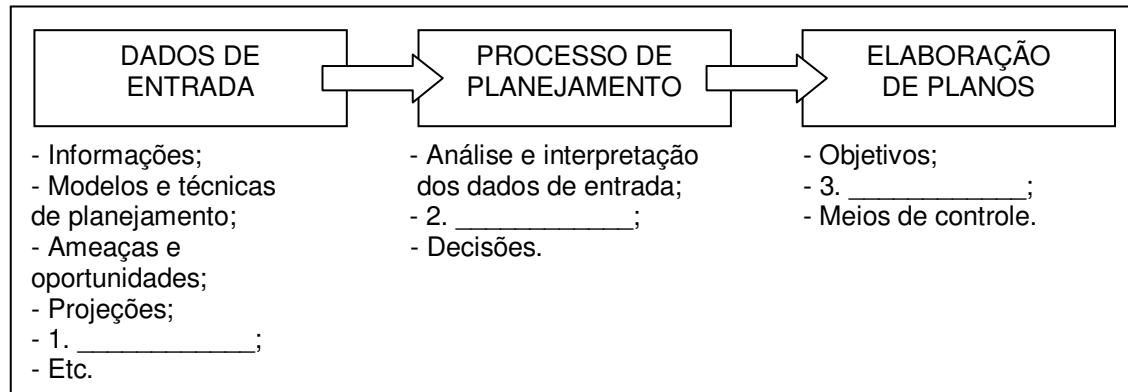 DADOS DE
ENTRADA
PROCESSO DE
PLANEJAMENTO
ELABORAÇÃO
DE PLANOS
- Informações;
- Modelos e técnicas
de planejamento;
- Ameaças e
oportunidades;
- Projeções;
- 1. ____________;
- Etc.
- Análise e interpretação
dos dados de entrada;
- 2. ____________;
- Decisões.
- Objetivos;
- 3. ____________;
- Meios de controle.